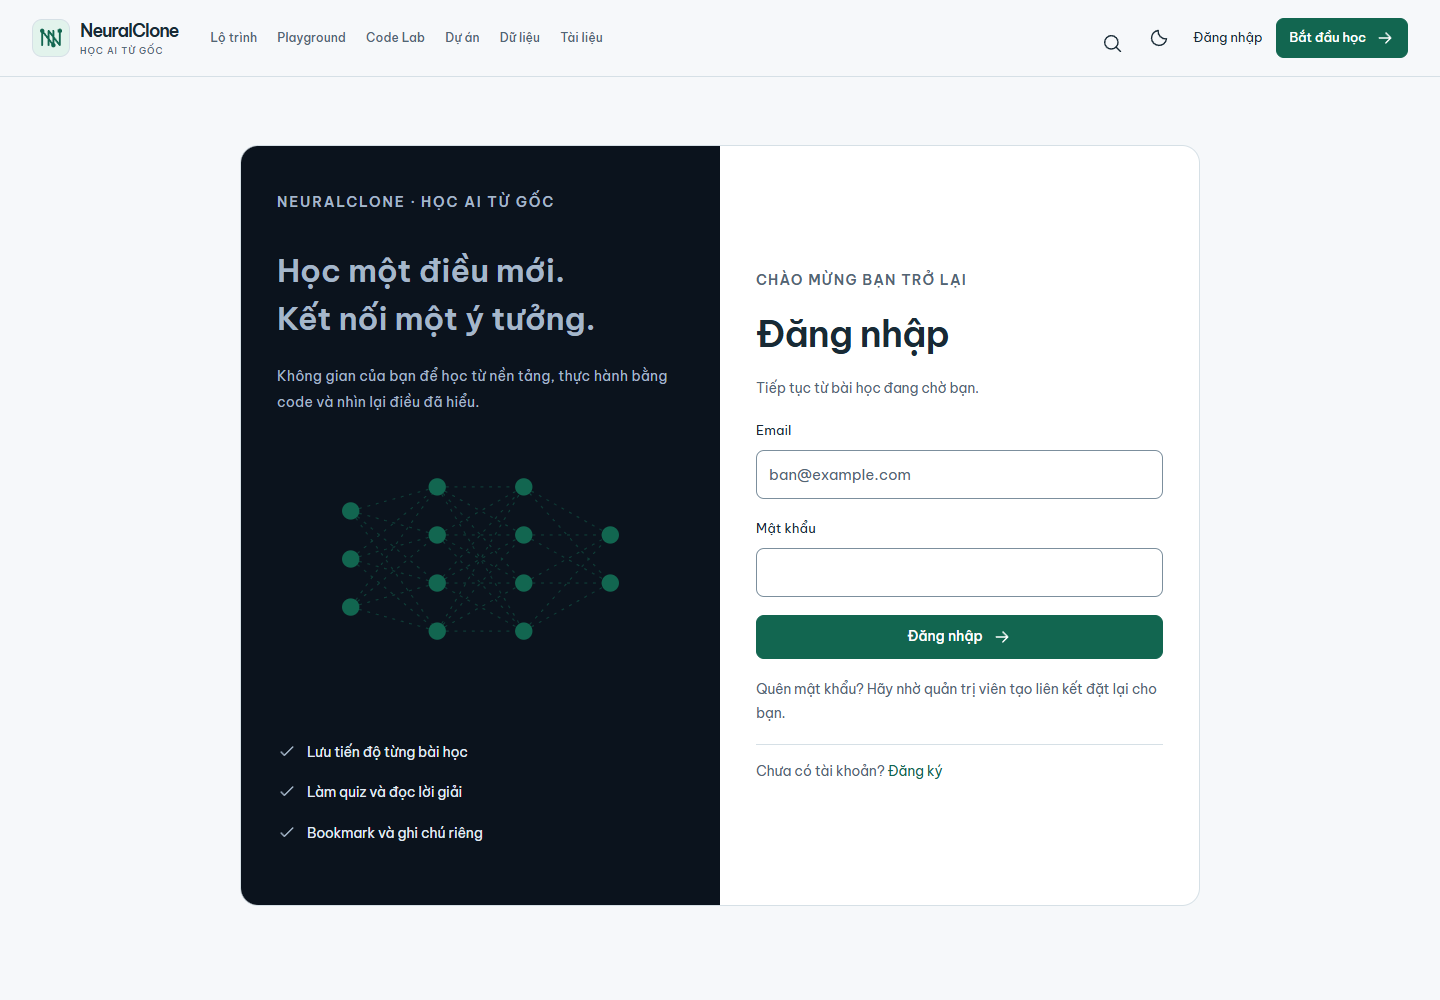 NeuralClone
HỌC AI TỪ GỐC
Lộ trình
Playground
Code Lab
Dự án
Dữ liệu
Tài liệu
Đăng nhập
Bắt đầu học
NEURALCLONE · HỌC AI TỪ GỐC
Học một điều mới.
Kết nối một ý tưởng.
Không gian của bạn để học từ nền tảng, thực hành bằng
code và nhìn lại điều đã hiểu.
Lưu tiến độ từng bài học
Làm quiz và đọc lời giải
Bookmark và ghi chú riêng
CHÀO MỪNG BẠN TRỞ LẠI
Đăng nhập
Tiếp tục từ bài học đang chờ bạn.
Email
ban@example.com
Mật khẩu
Đăng nhập
Quên mật khẩu? Hãy nhờ quản trị viên tạo liên kết đặt lại cho
bạn.
Chưa có tài khoản? Đăng ký